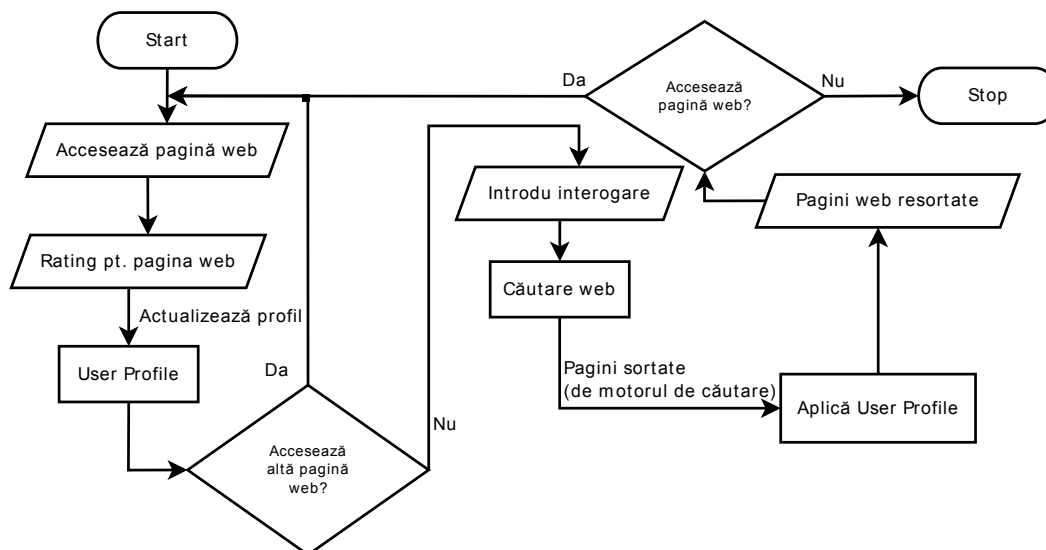 Start
Accesează pagină web
Rating pt. pagina web
Actualizează profil
User Profile
Da
Accesează
altă pagină
web?
Nu
Introdu interogare
Căutare web
Pagini sortate
(de motorul de căutare)
Aplică User Profile
Pagini web resortate
Accesează
pagină web?
Da
Nu
Stop